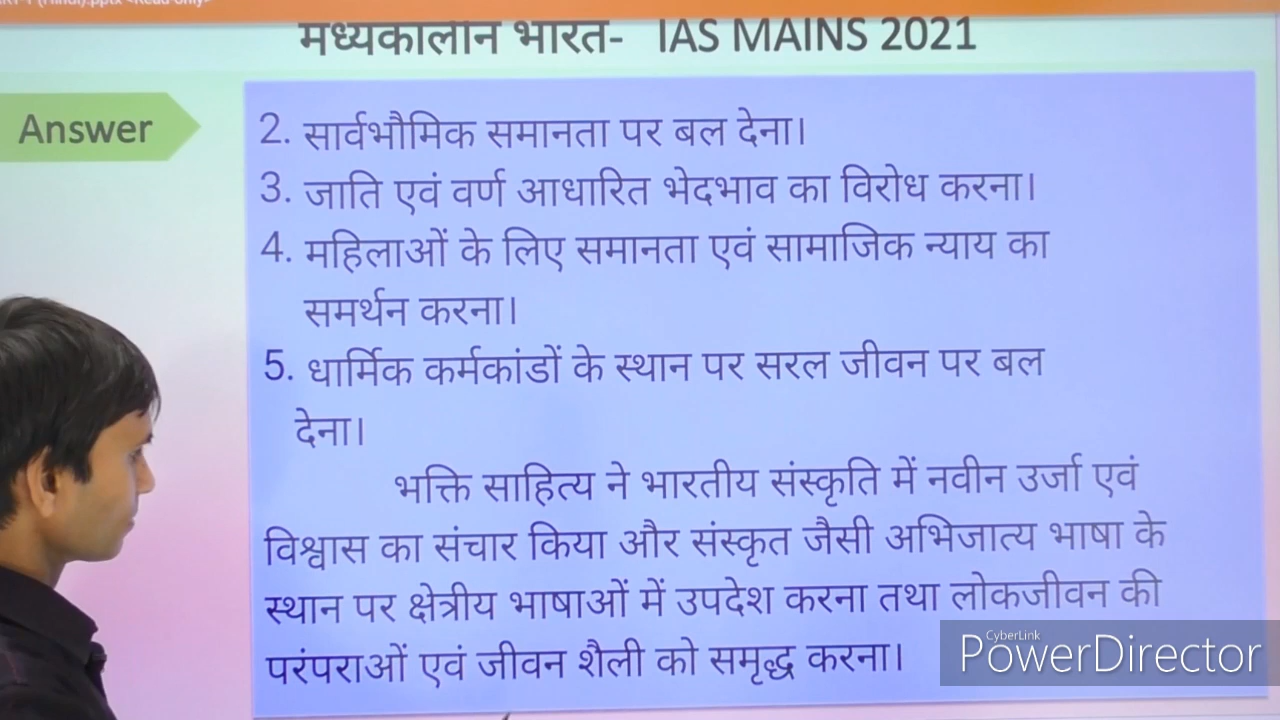 मध्यकालीन भारत- IAS MAINS 2021
Answer
2. सार्वभौमिक समानता पर बल देना।
3. जाति एवं वर्ण आधारित भेदभाव का विरोध करना।
4. महिलाओं के लिए समानता एवं सामाजिक न्याय का
समर्थन करना।
5. धार्मिक कर्मकांडों के स्थान पर सरल जीवन पर बल
देना।
भक्ति साहित्य ने भारतीय संस्कृति में नवीन उर्जा एवं
विश्वास का संचार किया और संस्कृत जैसी अभिजात्य भाषा के
स्थान पर क्षेत्रीय भाषाओं में उपदेश करना तथा लोकजीवन की
परंपराओं एवं जीवन शैली को समृद्ध करना।
CyberLink
PowerDirector